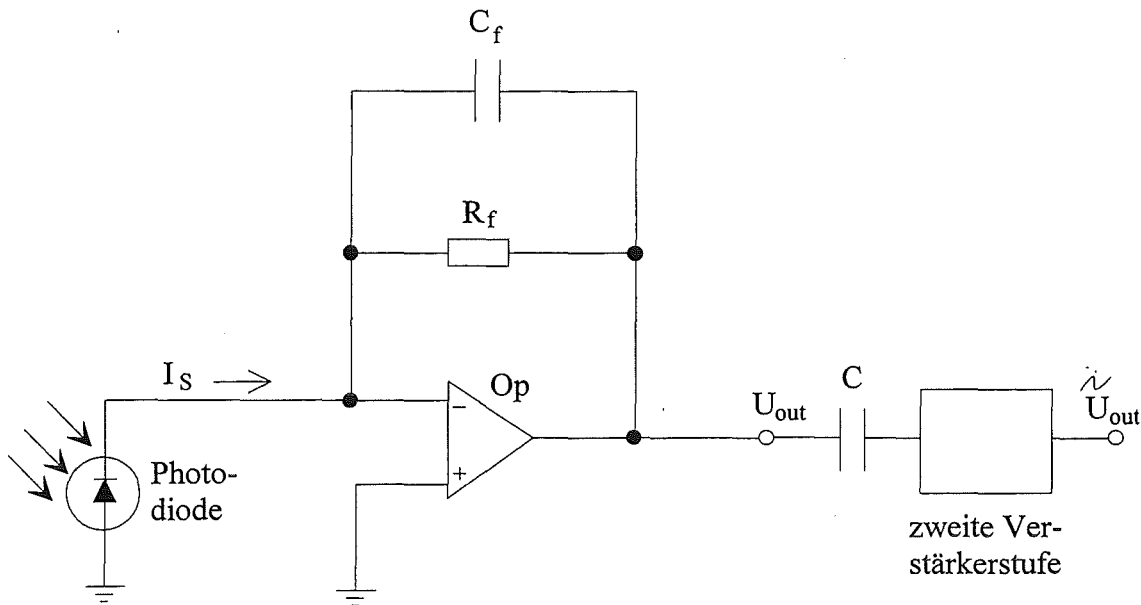 C_f
R_f
I_S
Op
−
+
Photo-
diode
U_out
C
U_out
zweite Ver-
stärkerstufe